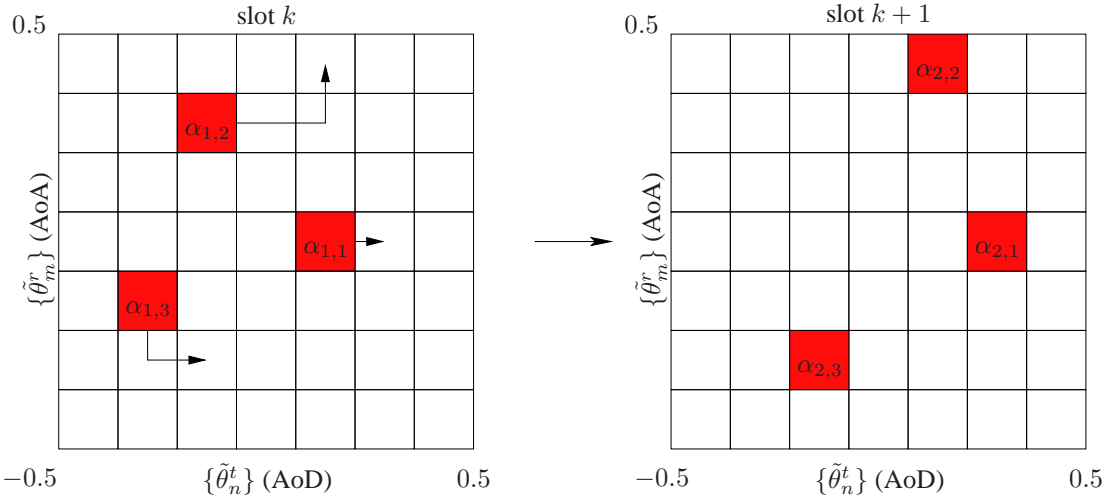 slot k
slot k + 1
0.5
0.5
α2,2
α1,2
{θ̃^r_m} (AoA)
{θ̃^r_m} (AoA)
α1,1
α2,1
α1,3
α2,3
−0.5
{θ̃^t_n} (AoD)
0.5
−0.5
{θ̃^t_n} (AoD)
0.5